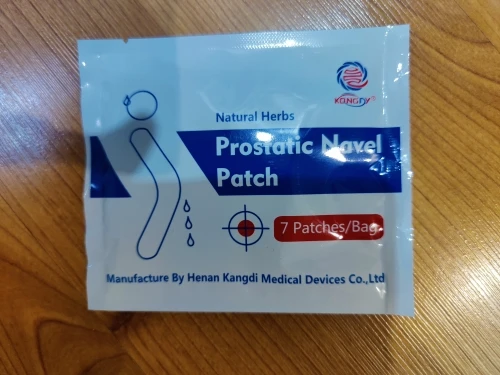 KONGDY®
Natural Herbs
Prostatic Navel
Patch
7 Patches/Bag
Manufacture By Henan Kangdi Medical Devices Co.,Ltd